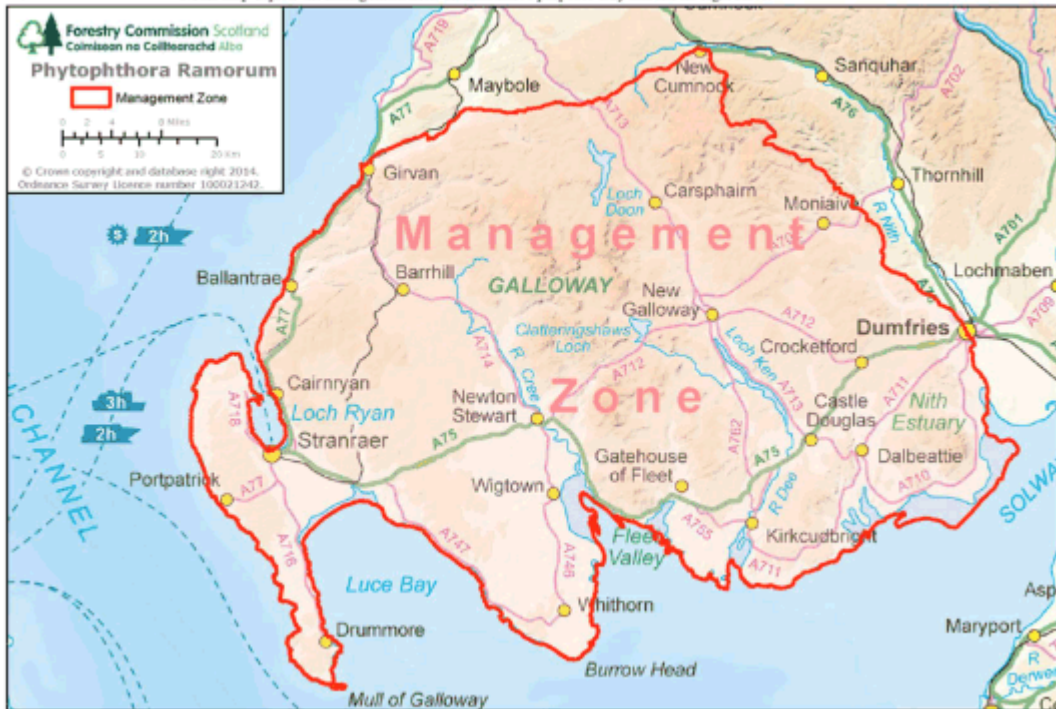 Forestry Commission Scotland
Coimisean na Coilltearachd Alba
Phytophthora Ramorum
Management Zone
0 2 4 8 Miles
0 5 10 20 Km
© Crown copyright and database right 2014.
Ordnance Survey Licence number 100021242.
A719
Maybole
A77
New
Cumnock
Sanquhar
A702
A76
A713
Girvan
Thornhill
Carsphairn
Loch
Doon
Moniaive
R Nith
A701
Management
S 2h
Ballantrae
Barrhill
GALLOWAY
Lochmaben
A709
A77
New
Galloway
A712
Dumfries
Clatteringshaws
Loch
Loch Ken
Crocketford
A714
R Cree
A712
A711
3h
2h
CHANNEL
Cairnryan
A718
Loch Ryan
Stranraer
Newton
Stewart
Zone
A713
Castle
Douglas
Nith
Estuary
A75
A762
A75
Dalbeattie
Portpatrick
A77
Gatehouse
of Fleet
R Dee
A710
Wigtown
A755
Kirkcudbright
A716
A747
Fleet
Valley
A711
Luce Bay
A746
Whithorn
Drummore
Burrow Head
Mull of Galloway
Maryport
R
Derwent